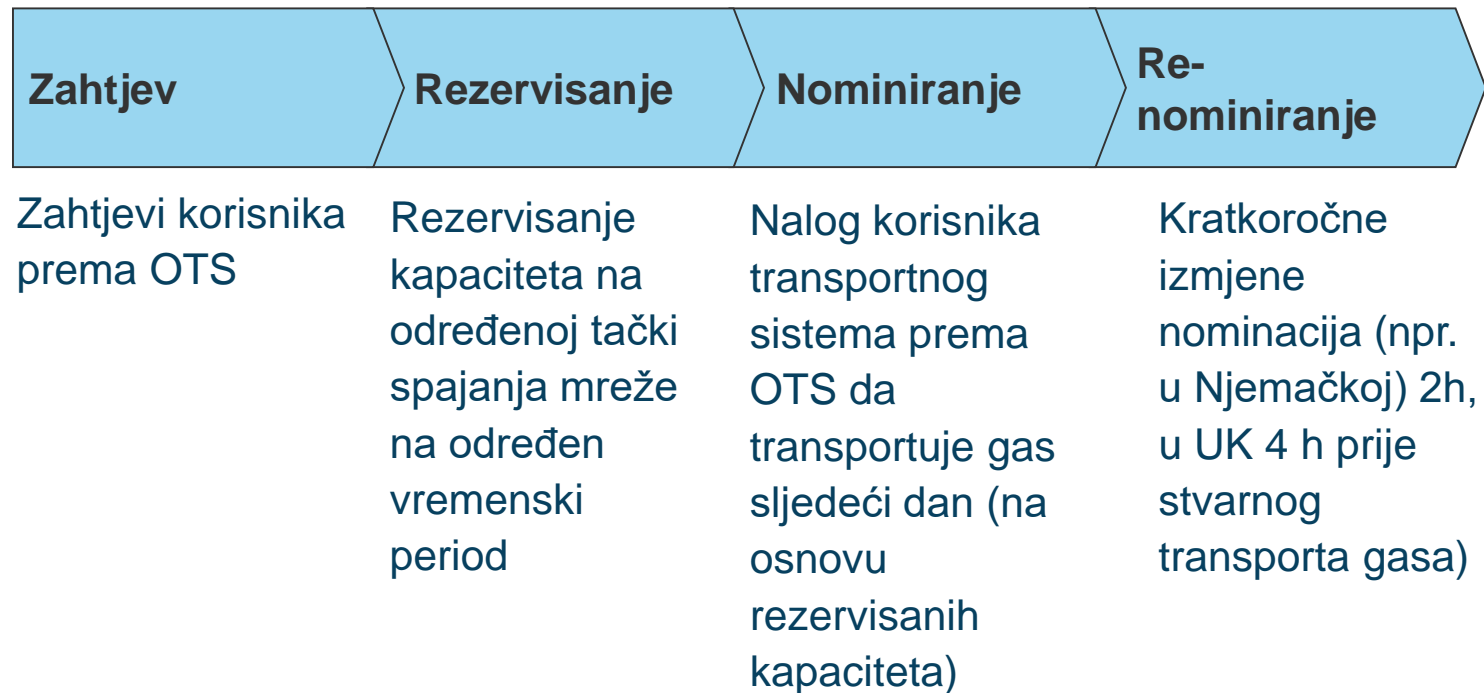 Zahtjev
Rezervisanje
Nominiranje
Re-
nominiranje
Zahtjevi korisnika
prema OTS
Rezervisanje
kapaciteta na
određenoj tački
spajanja mreže
na određen
vremenski
period
Nalog korisnika
transportnog
sistema prema
OTS da
transportuje gas
sljedeći dan (na
osnovu
rezervisanih
kapaciteta)
Kratkoročne
izmjene
nominacija (npr.
u Njemačkoj) 2h,
u UK 4 h prije
stvarnog
transporta gasa)